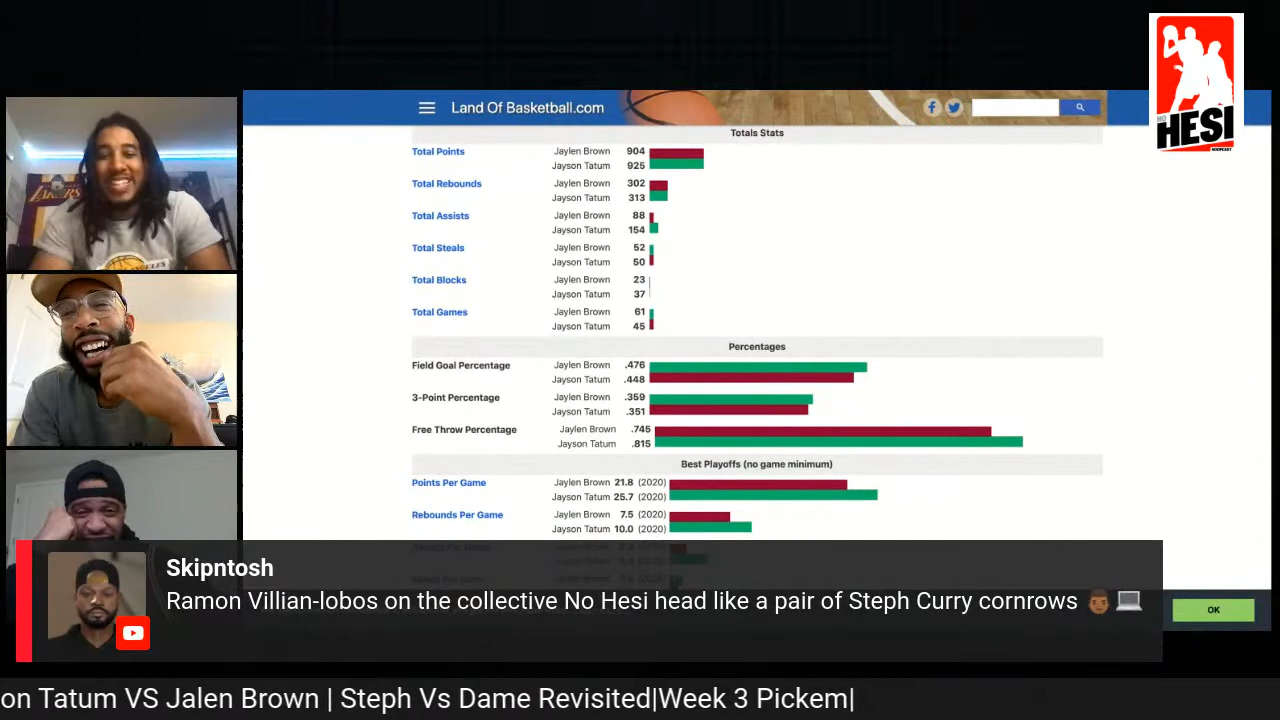 Land Of Basketball.com
NO
HESI
HOOPCAST
LAKERS
Totals Stats
Total Points
Jaylen Brown 904
Jayson Tatum 925
Total Rebounds
Jaylen Brown 302
Jayson Tatum 313
Total Assists
Jaylen Brown 88
Jayson Tatum 154
Total Steals
Jaylen Brown 52
Jayson Tatum 50
Total Blocks
Jaylen Brown 23
Jayson Tatum 37
Total Games
Jaylen Brown 61
Jayson Tatum 45
Percentages
Field Goal Percentage
Jaylen Brown .476
Jayson Tatum .448
3-Point Percentage
Jaylen Brown .359
Jayson Tatum .351
Free Throw Percentage
Jaylen Brown .745
Jayson Tatum .815
Best Playoffs (no game minimum)
Points Per Game
Jaylen Brown 21.8 (2020)
Jayson Tatum 25.7 (2020)
Rebounds Per Game
Jaylen Brown 7.5 (2020)
Jayson Tatum 10.0 (2020)
Skipntosh
Ramon Villian-lobos on the collective No Hesi head like a pair of Steph Curry cornrows 👨🏾‍💻
OK
on Tatum VS Jalen Brown | Steph Vs Dame Revisited|Week 3 Pickem|